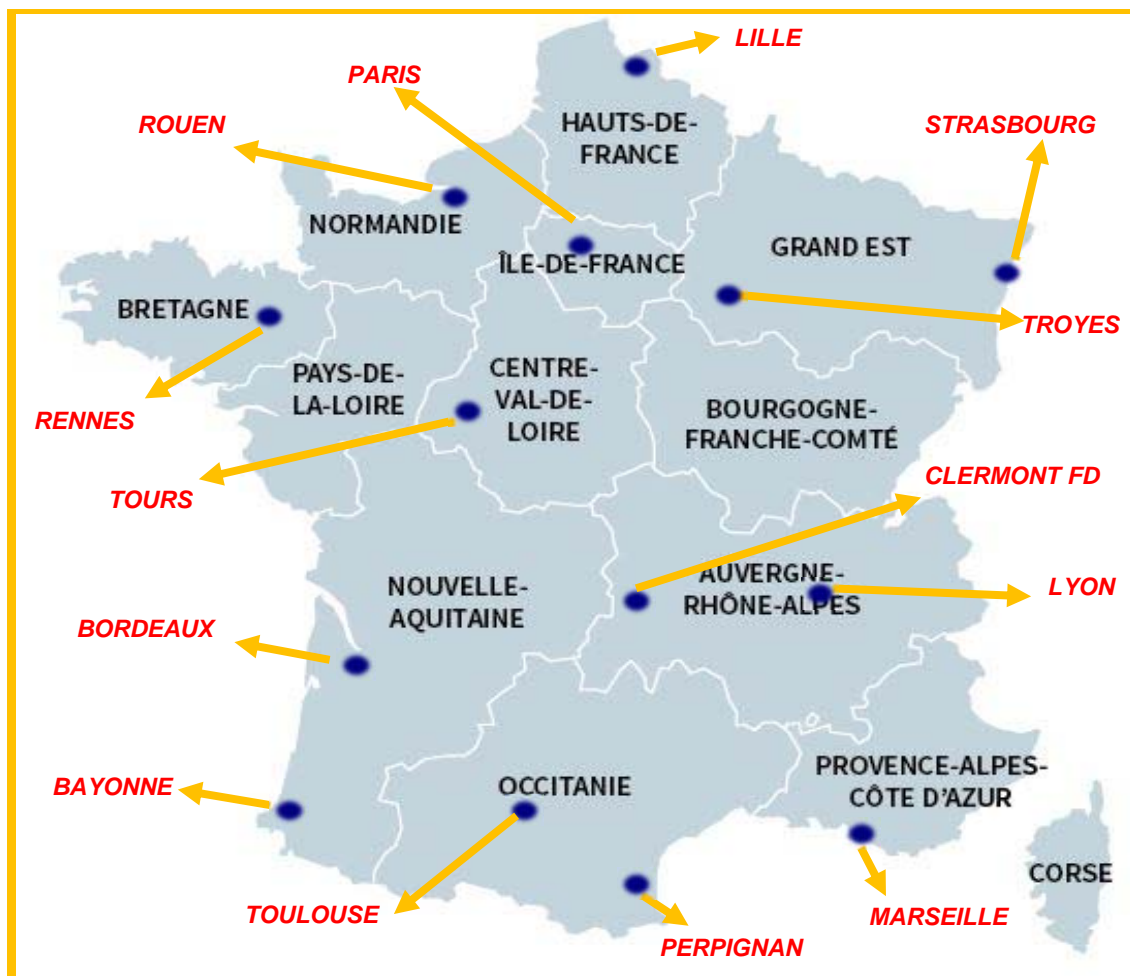 LILLE
PARIS
ROUEN
STRASBOURG
HAUTS-DE-
FRANCE
NORMANDIE
ÎLE-DE-FRANCE
GRAND EST
BRETAGNE
TROYES
PAYS-DE-
LA-LOIRE
CENTRE-
VAL-DE-
LOIRE
RENNES
BOURGOGNE-
FRANCHE-COMTÉ
TOURS
CLERMONT FD
NOUVELLE-
AQUITAINE
AUVERGNE-
RHÔNE-ALPES
LYON
BORDEAUX
BAYONNE
OCCITANIE
PROVENCE-ALPES-
CÔTE D'AZUR
CORSE
TOULOUSE
MARSEILLE
PERPIGNAN